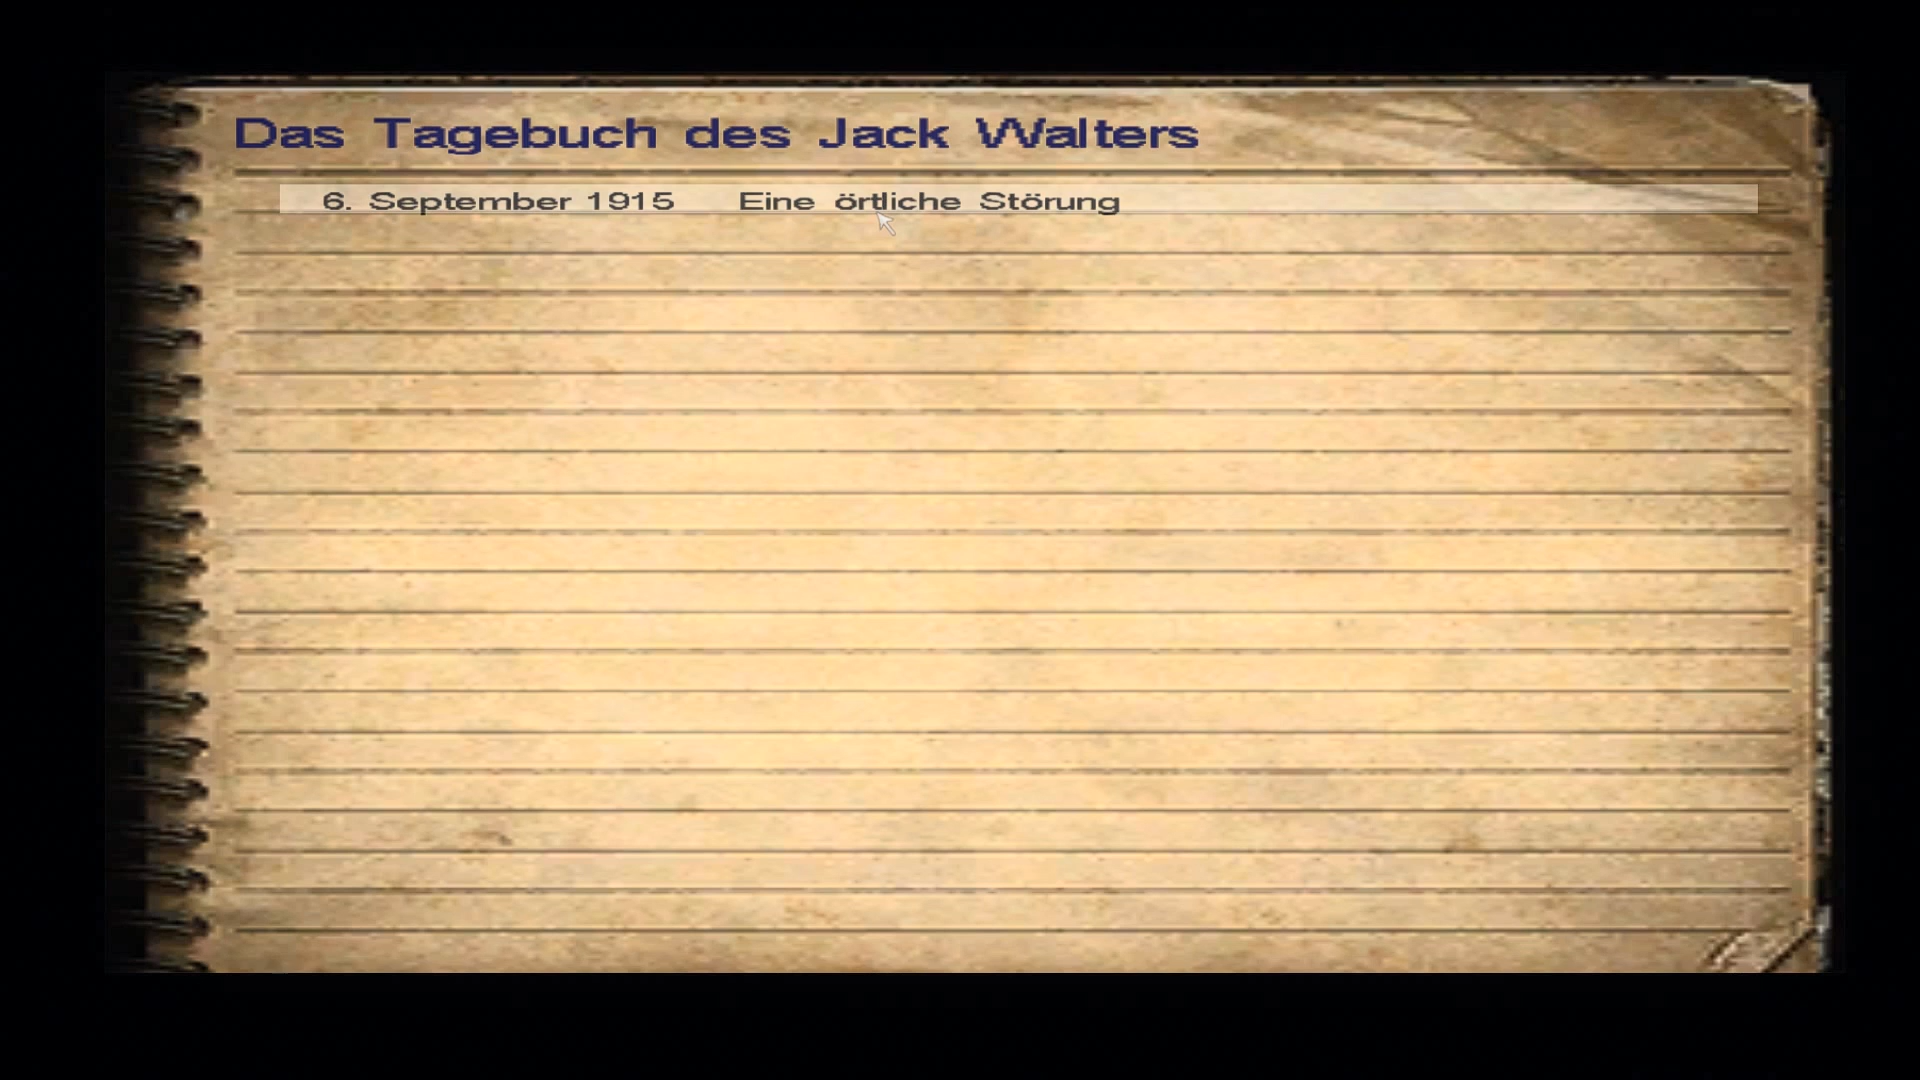 Das Tagebuch des Jack Walters
6. September 1915 Eine örtliche Störung